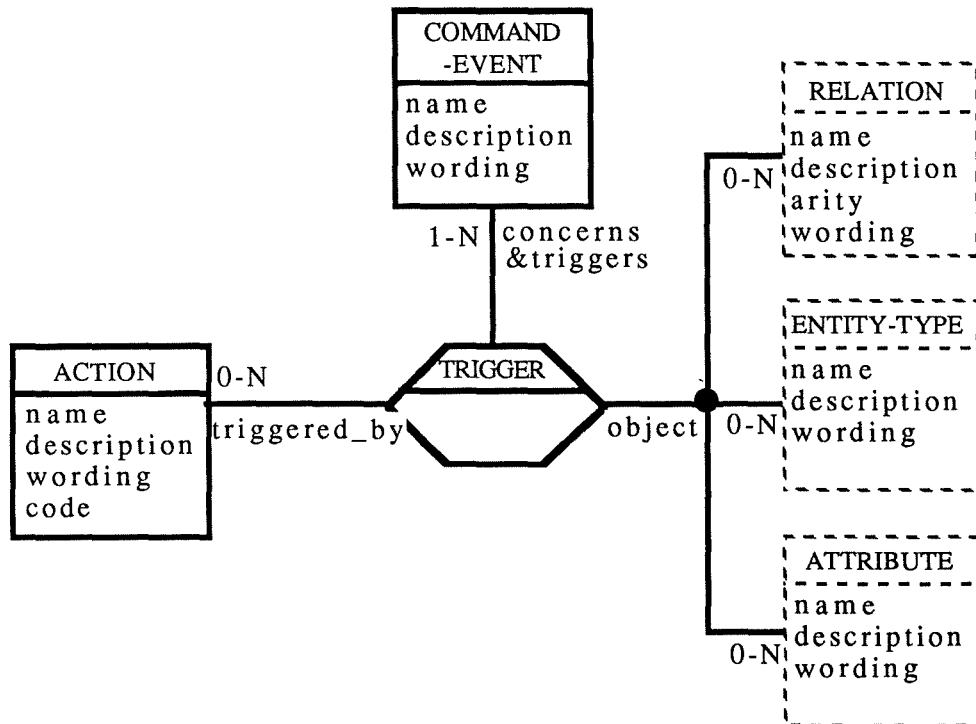 COMMAND
-EVENT
name
description
wording
1-N concerns
&triggers
RELATION
name
description
arity
wording
0-N
ENTITY-TYPE
name
description
wording
0-N
ACTION
name
description
wording
code
0-N
triggered_by
TRIGGER
object
ATTRIBUTE
name
description
wording
0-N